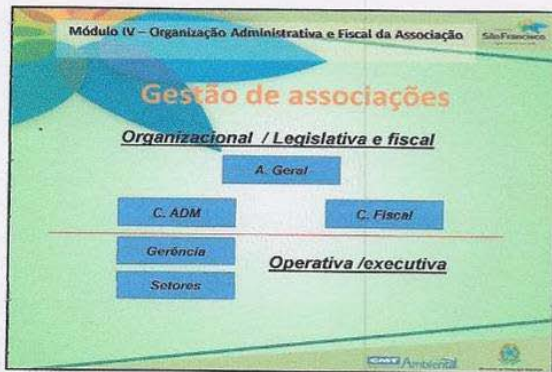 Módulo IV – Organização Administrativa e Fiscal da Associação
São Francisco
Gestão de associações
Organizacional / Legislativa e fiscal
A. Geral
C. ADM
C. Fiscal
Gerência
Operativa /executiva
Setores
CMT Ambiental